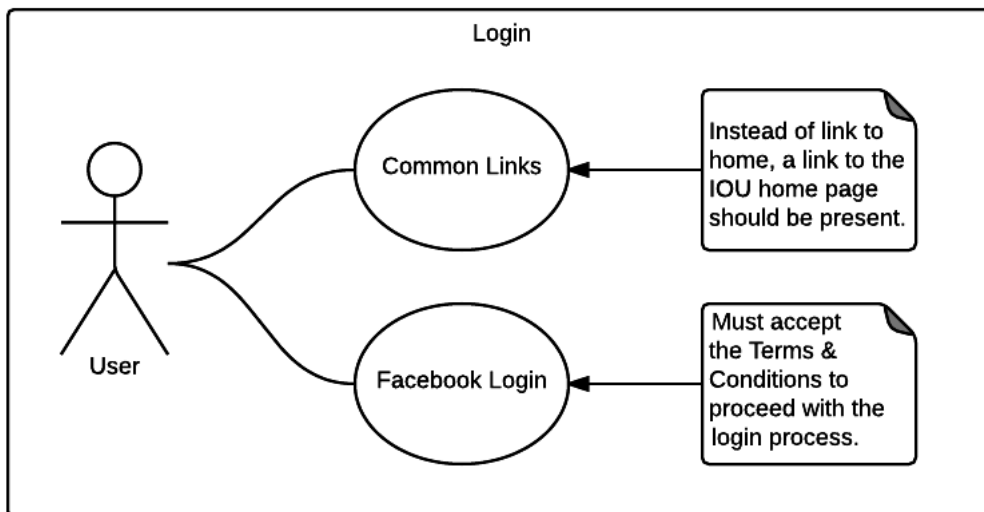 Login
Common Links
Instead of link to
home, a link to the
IOU home page
should be present.
User
Facebook Login
Must accept
the Terms &
Conditions to
proceed with the
login process.